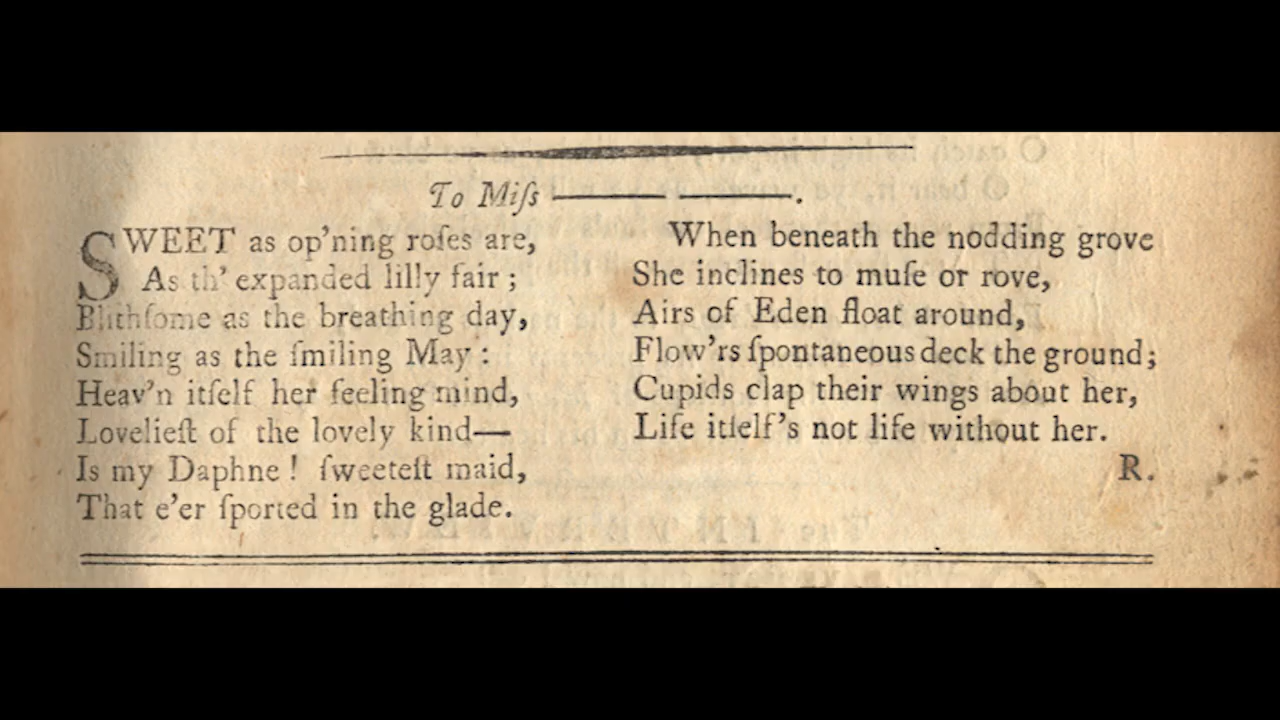 To Miſs ——— ———.
SWEET as op'ning roſes are,
As th' expanded lilly fair ;
Blithſome as the breathing day,
Smiling as the ſmiling May :
Heav'n itſelf her feeling mind,
Lovelieſt of the lovely kind—
Is my Daphne ! ſweeteſt maid,
That e'er ſported in the glade.
When beneath the nodding grove
She inclines to muſe or rove,
Airs of Eden float around,
Flow'rs ſpontaneous deck the ground;
Cupids clap their wings about her,
Life itſelf's not life without her.
R.